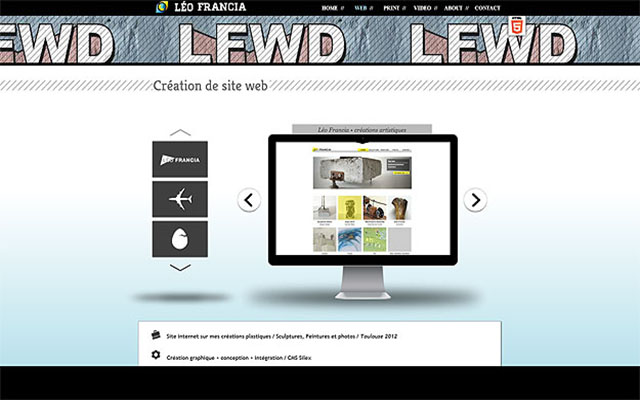 LÉO FRANCIA
HOME // WEB // PRINT // VIDEO // ABOUT // CONTACT
LFWD LFWD LFWD
5
Création de site web
Léo Francia • créations artistiques
FRANCIA
Site internet sur mes créations plastiques / Sculptures, Peintures et photos / Toulouse 2012
Création graphique + conception + Intégration / CMS Silex